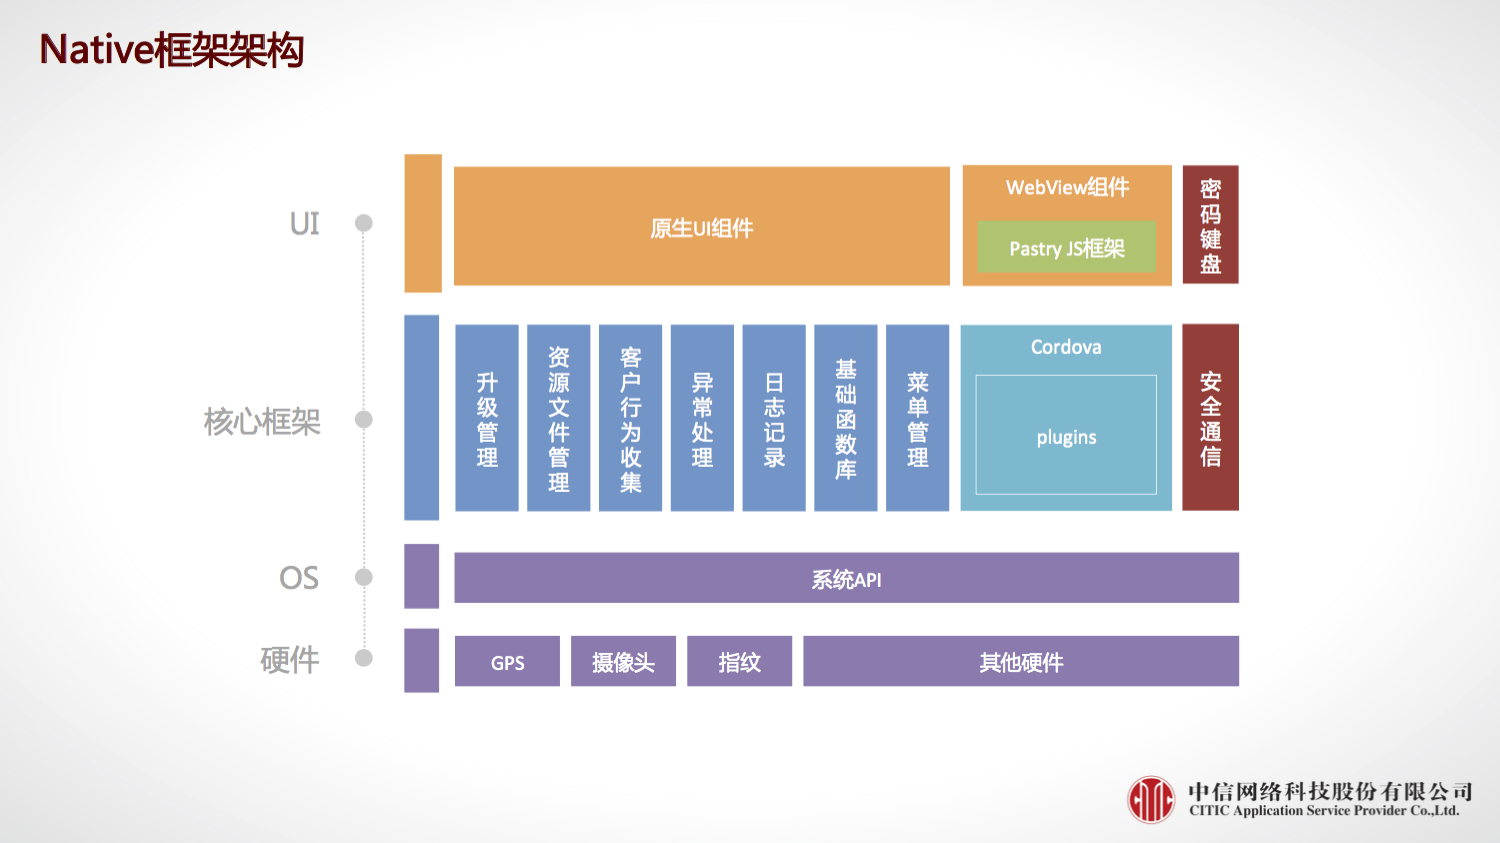 Native框架架构
UI
原生UI组件
WebView组件
Pastry JS框架
密码键盘
核心框架
升级管理
资源文件管理
客户行为收集
异常处理
日志记录
基础函数库
菜单管理
Cordova
plugins
安全通信
OS
系统API
硬件
GPS
摄像头
指纹
其他硬件
CITIC
中信网络科技股份有限公司
CITIC Application Service Provider Co.,Ltd.